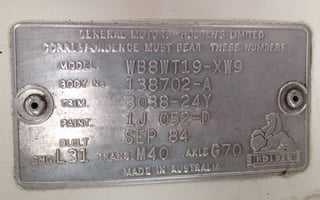 GENERAL MOTORS-HOLDEN'S LIMITED
CORRESPONDENCE MUST BEAR THESE NUMBERS
MODEL. WB8WT19-XW9
BODY No. 138702-A
TRIM. 3038-24Y
PAINT. 1J 052-D
BUILT SEP 84
ENG. L31 TRANS. M40 AXLE G70
HOLDEN
MADE IN AUSTRALIA